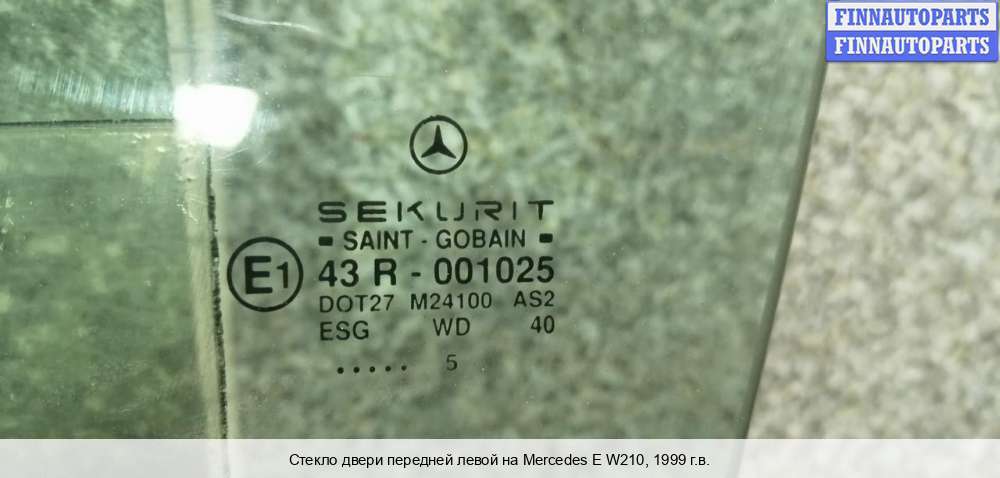 FINNAUTOPARTS
FINNAUTOPARTS
SEKURIT
SAINT - GOBAIN
E1
43 R - 001025
DOT27 M24100 AS2
ESG WD 40
..... 5
Стекло двери передней левой на Mercedes E W210, 1999 г.в.